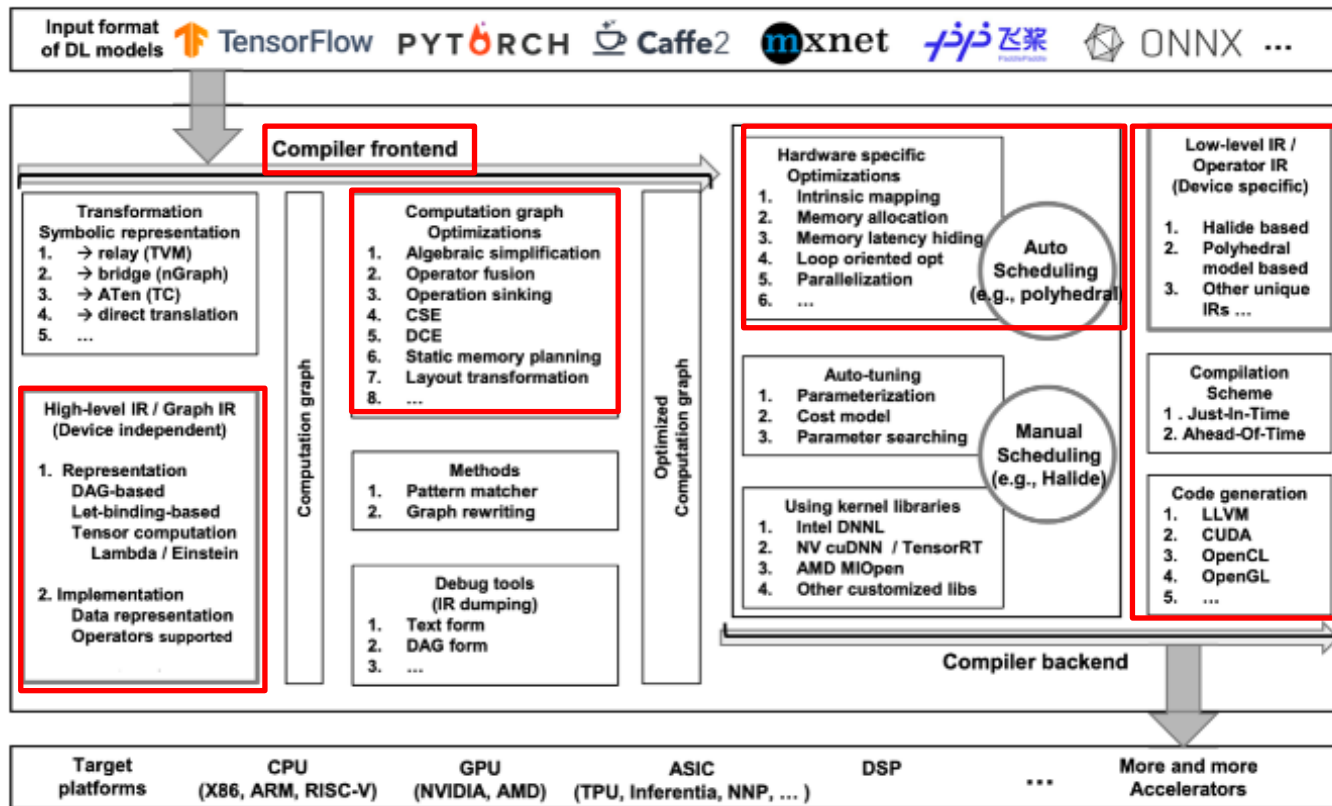 Input format
of DL models
TensorFlow
PYTORCH
Caffe2
mxnet
飞桨
PaddlePaddle
ONNX
...
Compiler frontend
Transformation
Symbolic representation
1. → relay (TVM)
2. → bridge (nGraph)
3. → ATen (TC)
4. → direct translation
5. ...
High-level IR / Graph IR
(Device independent)
1. Representation
DAG-based
Let-binding-based
Tensor computation
Lambda / Einstein
2. Implementation
Data representation
Operators supported
Computation graph
Computation graph
Optimizations
1. Algebraic simplification
2. Operator fusion
3. Operation sinking
4. CSE
5. DCE
6. Static memory planning
7. Layout transformation
8. ...
Methods
1. Pattern matcher
2. Graph rewriting
Debug tools
(IR dumping)
1. Text form
2. DAG form
3. ...
Optimized
Computation graph
Hardware specific
Optimizations
1. Intrinsic mapping
2. Memory allocation
3. Memory latency hiding
4. Loop oriented opt
5. Parallelization
6. ...
Auto
Scheduling
(e.g., polyhedral)
Auto-tuning
1. Parameterization
2. Cost model
3. Parameter searching
Manual
Scheduling
(e.g., Halide)
Using kernel libraries
1. Intel DNNL
2. NV cuDNN / TensorRT
3. AMD MIOpen
4. Other customized libs
Low-level IR /
Operator IR
(Device specific)
1. Halide based
2. Polyhedral
model based
3. Other unique
IRs ...
Compilation
Scheme
1 . Just-In-Time
2. Ahead-Of-Time
Code generation
1. LLVM
2. CUDA
3. OpenCL
4. OpenGL
5. ...
Compiler backend
Target
platforms
CPU
(X86, ARM, RISC-V)
GPU
(NVIDIA, AMD)
ASIC
(TPU, Inferentia, NNP, ... )
DSP
...
More and more
Accelerators